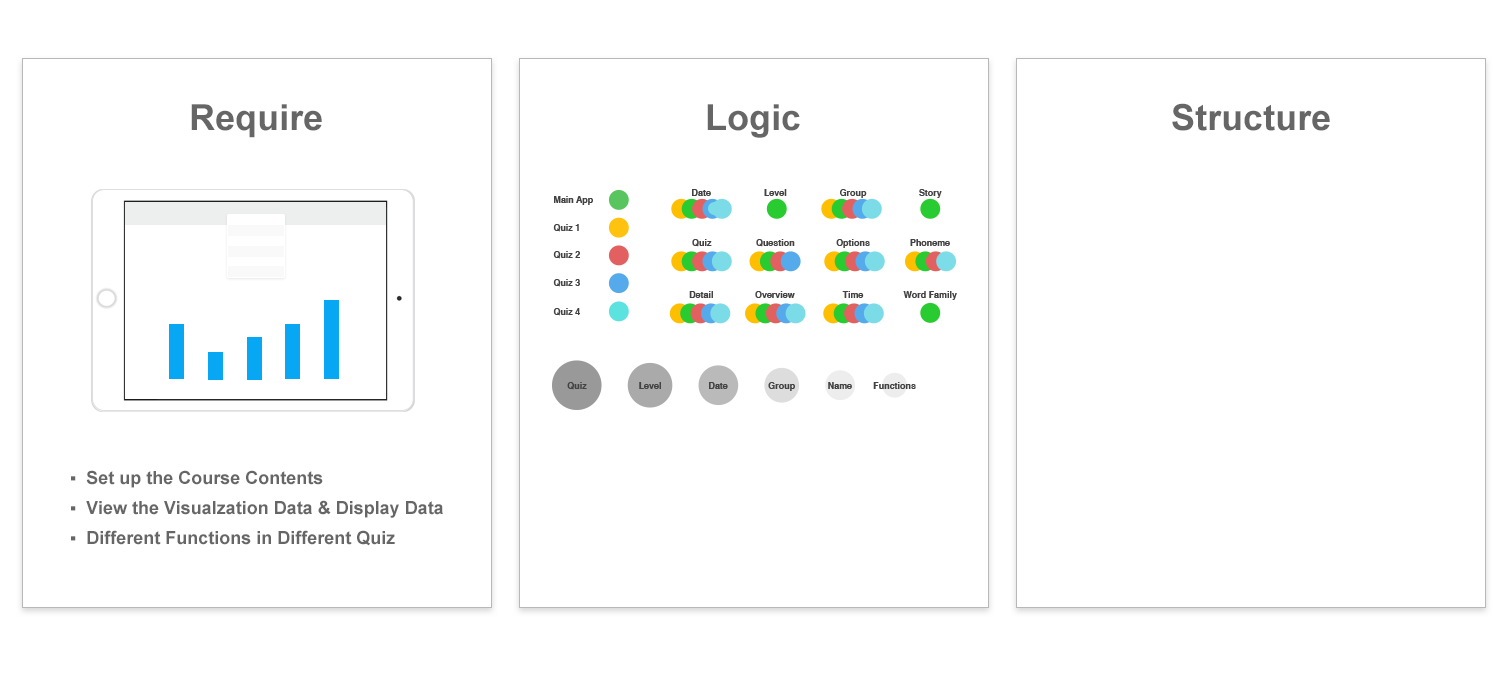 Require
▪ Set up the Course Contents
▪ View the Visualzation Data & Display Data
▪ Different Functions in Different Quiz
Logic
Main App
Quiz 1
Quiz 2
Quiz 3
Quiz 4
Date Level Group Story
Quiz Question Options Phoneme
Detail Overview Time Word Family
Quiz Level Date Group Name Functions
Structure